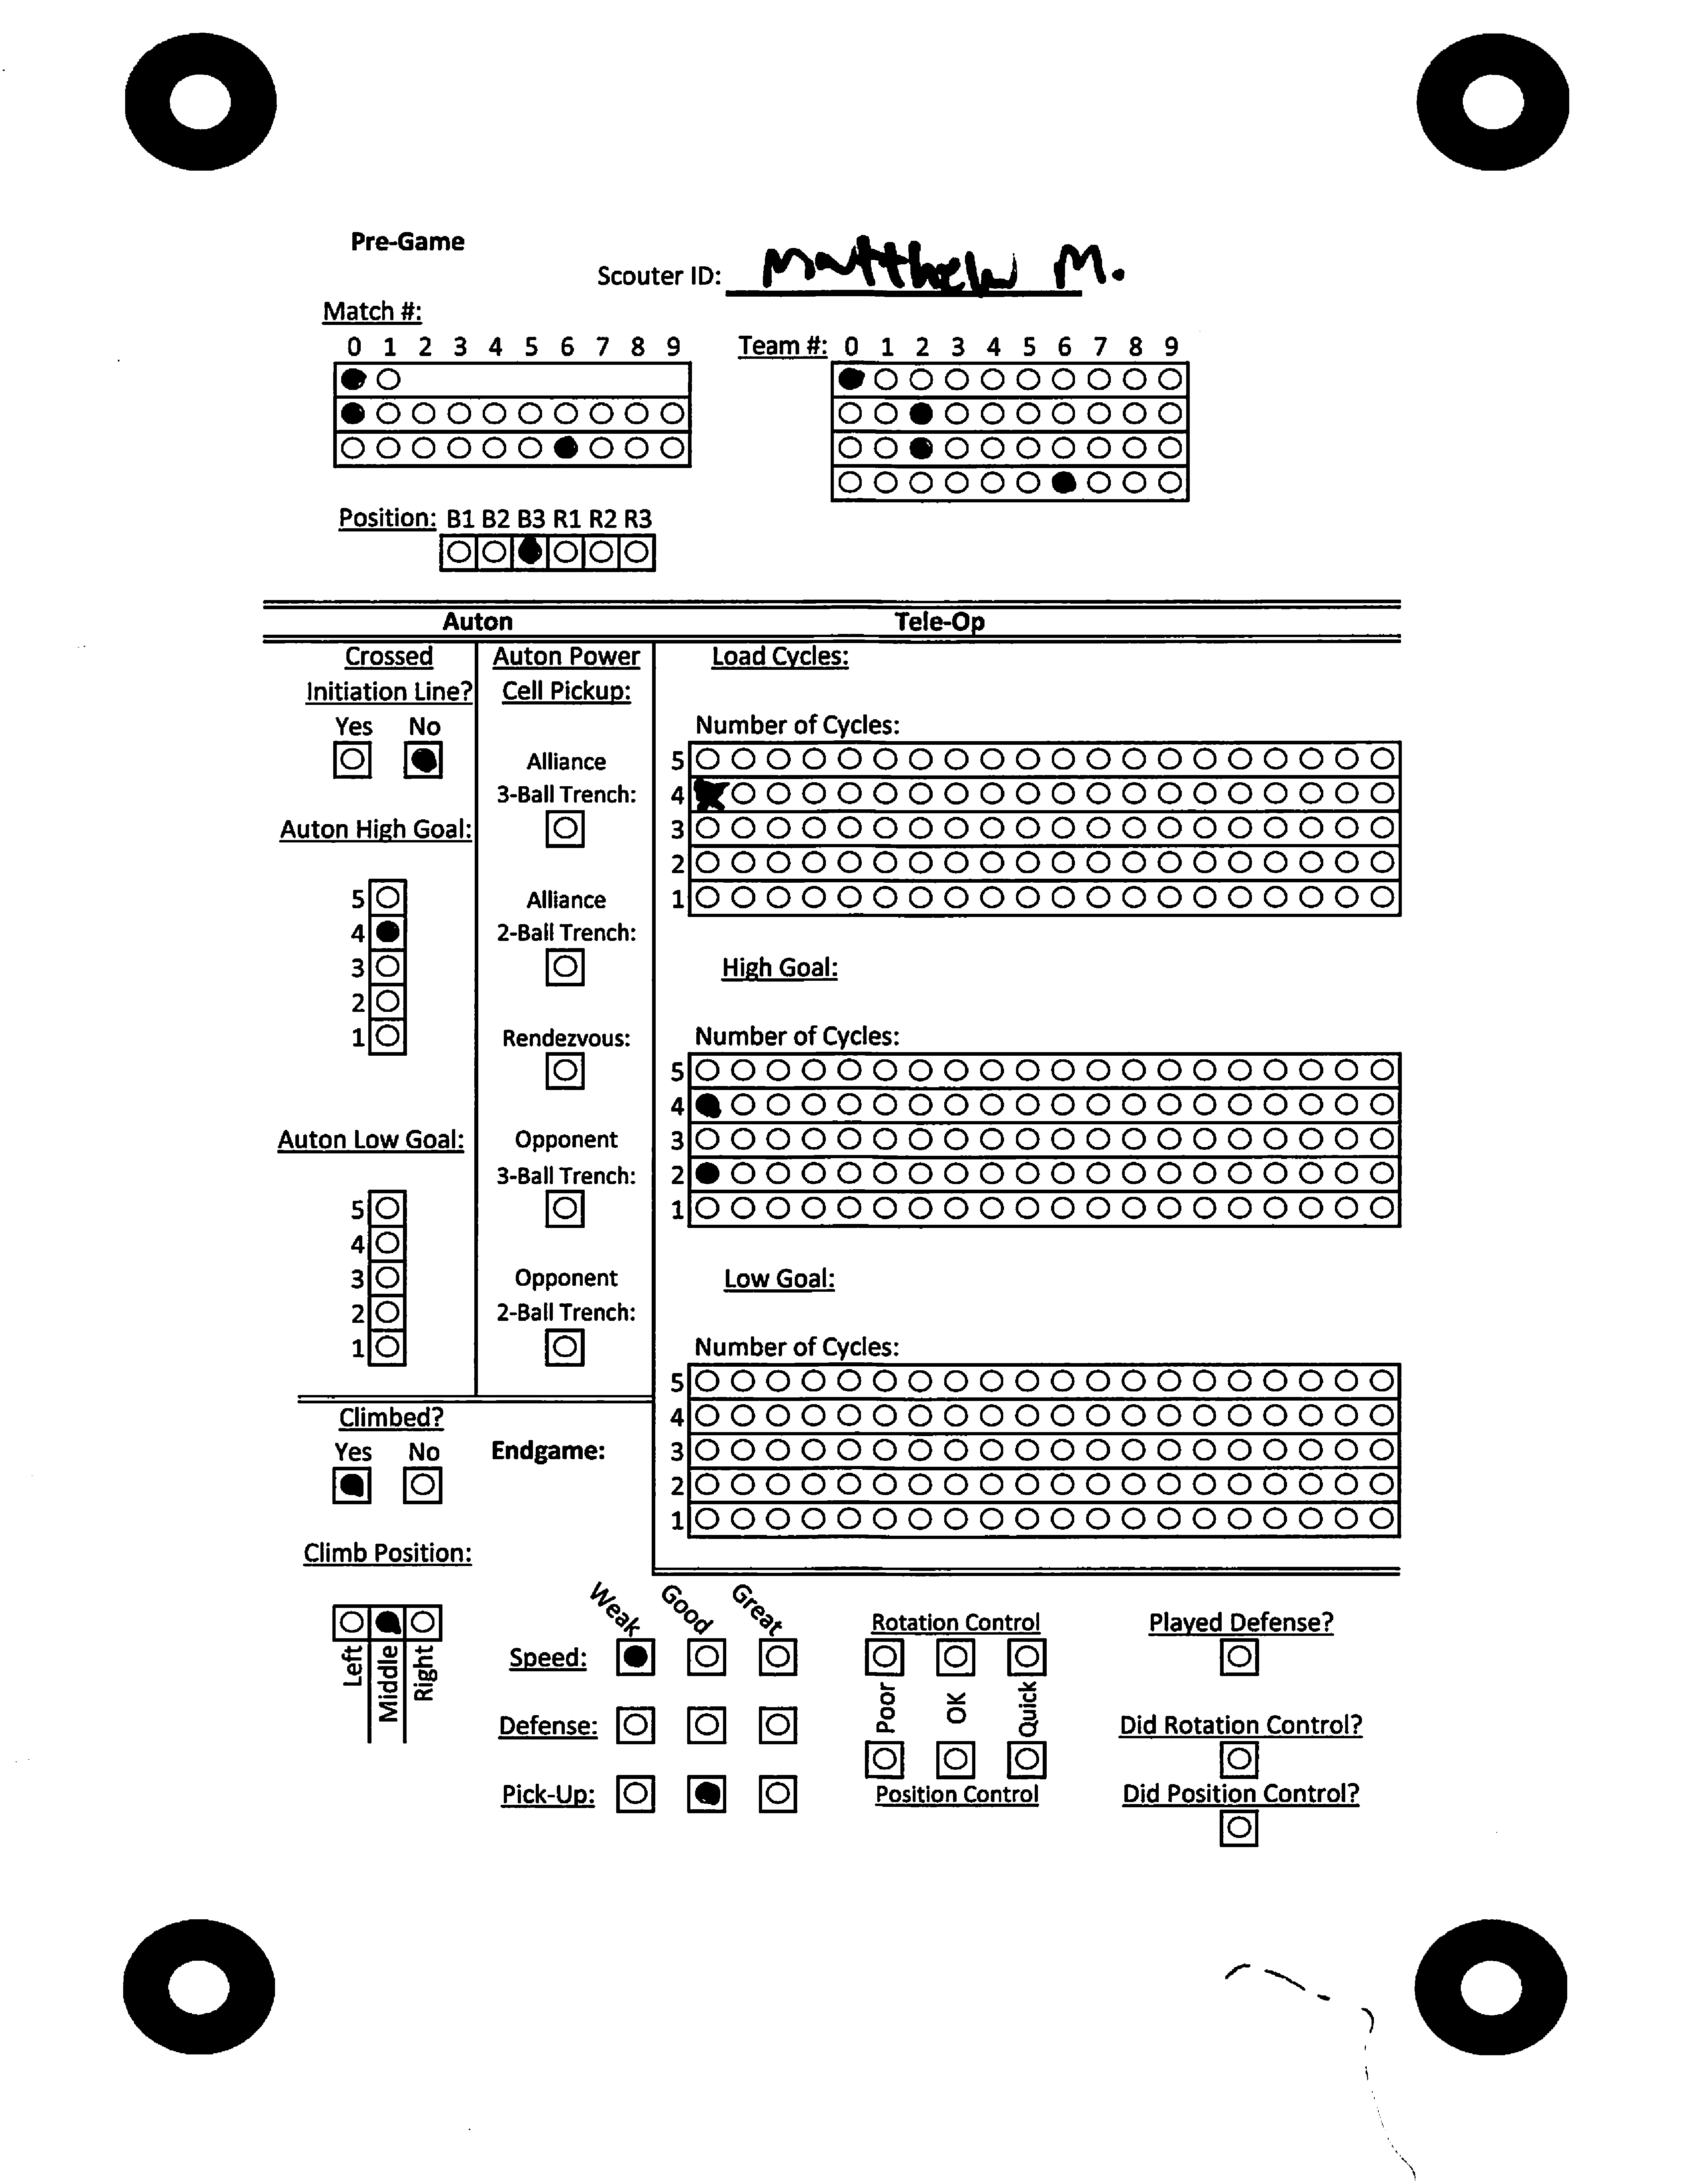 Pre-Game
Scouter ID: Matthew M.
Match #:
0 1 2 3 4 5 6 7 8 9
Team #: 0 1 2 3 4 5 6 7 8 9
Position: B1 B2 B3 R1 R2 R3
Auton
Tele-Op
Crossed
Initiation Line?
Yes No
Auton High Goal:
5
4
3
2
1
Auton Low Goal:
5
4
3
2
1
Auton Power
Cell Pickup:
Alliance
3-Ball Trench:
Alliance
2-Ball Trench:
Rendezvous:
Opponent
3-Ball Trench:
Opponent
2-Ball Trench:
Load Cycles:
Number of Cycles:
5
4
3
2
1
High Goal:
Number of Cycles:
5
4
3
2
1
Low Goal:
Number of Cycles:
5
4
3
2
1
Climbed?
Yes No
Endgame:
Climb Position:
Left
Middle
Right
Weak
Good
Great
Speed:
Defense:
Pick-Up:
Rotation Control
Poor
OK
Quick
Position Control
Played Defense?
Did Rotation Control?
Did Position Control?